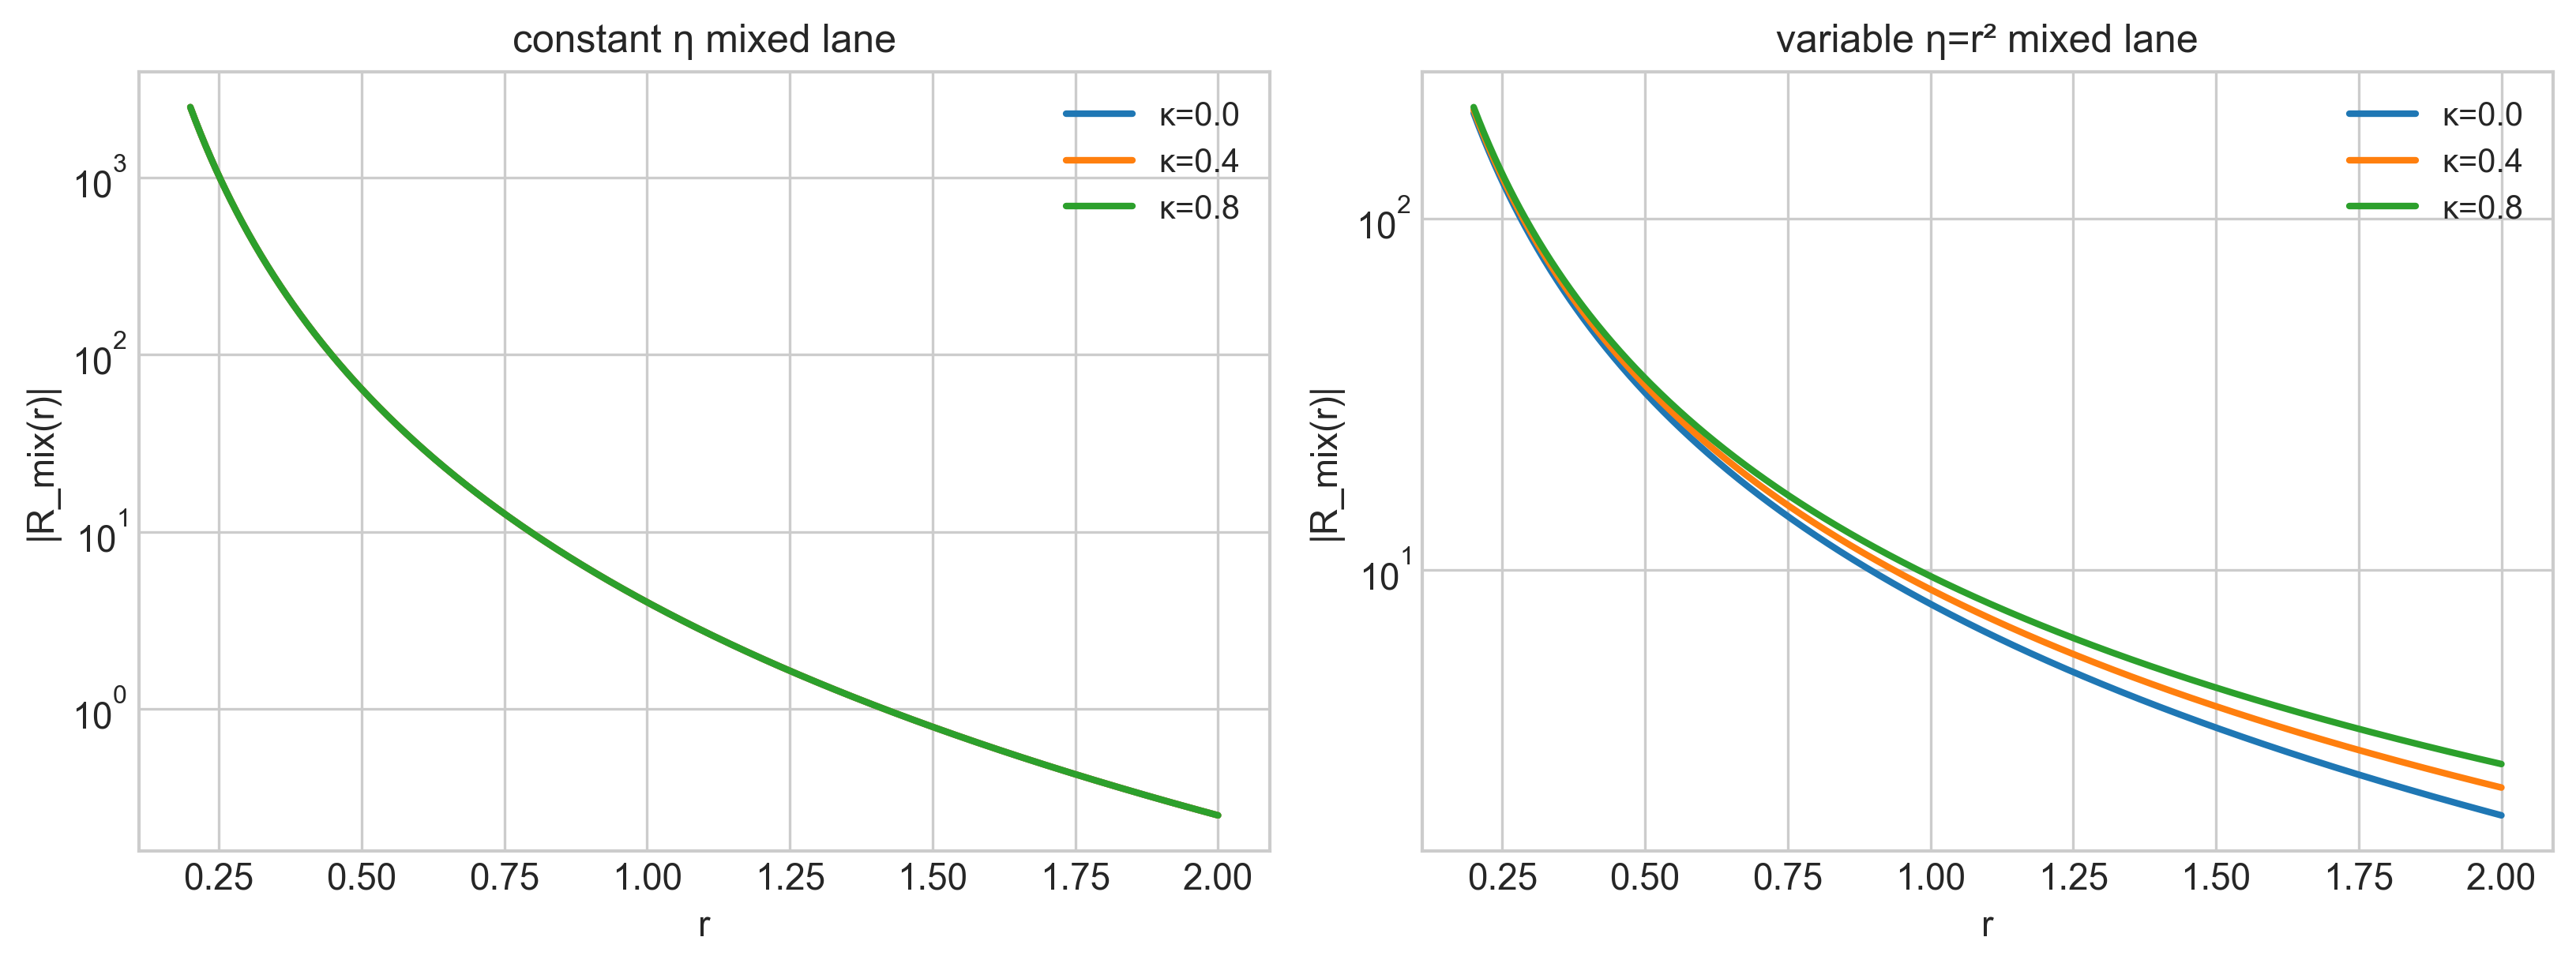 constant η mixed lane
|R_mix(r)|
10³
10²
10¹
10⁰
κ=0.0
κ=0.4
κ=0.8
0.25 0.50 0.75 1.00 1.25 1.50 1.75 2.00
r
variable η=r² mixed lane
|R_mix(r)|
10²
10¹
κ=0.0
κ=0.4
κ=0.8
0.25 0.50 0.75 1.00 1.25 1.50 1.75 2.00
r